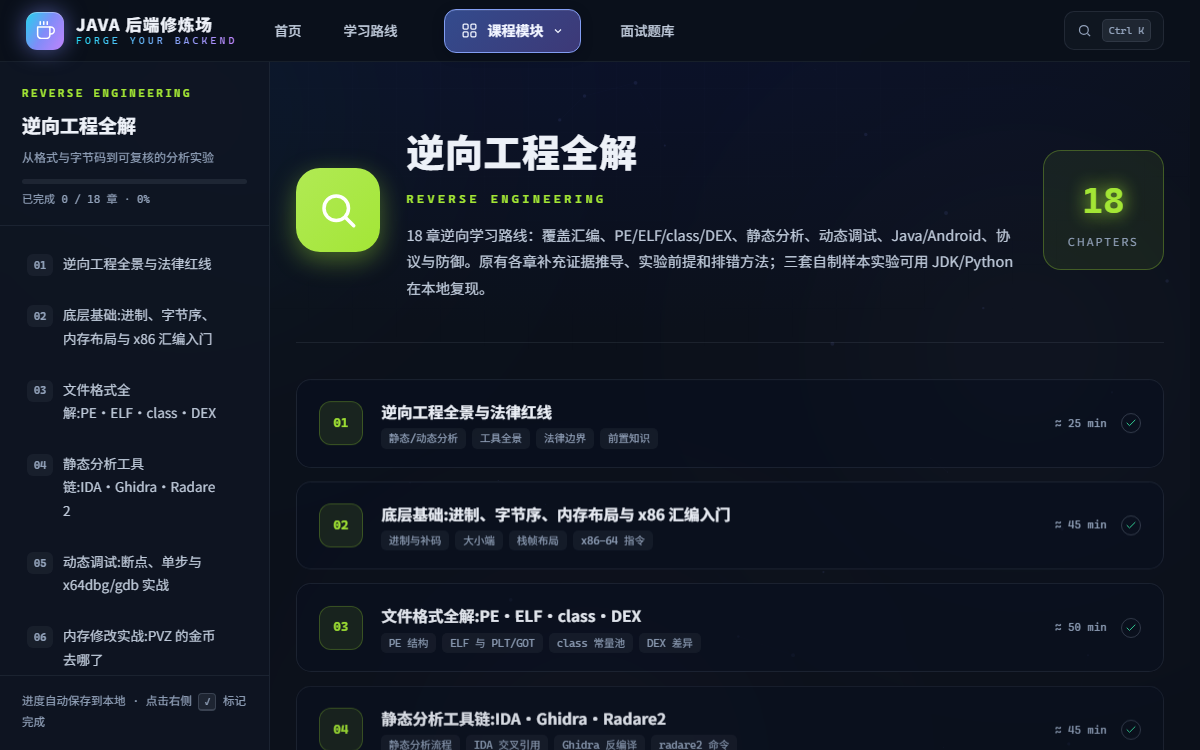 JAVA 后端修炼场
FORGE YOUR BACKEND
首页
学习路线
课程模块
面试题库
Ctrl K
REVERSE ENGINEERING
逆向工程全解
从格式与字节码到可复核的分析实验
已完成 0 / 18 章 · 0%
01 逆向工程全景与法律红线
02 底层基础:进制、字节序、
内存布局与 x86 汇编入门
03 文件格式全
解:PE・ELF・class・DEX
04 静态分析工具
链:IDA・Ghidra・Radare
2
05 动态调试:断点、单步与
x64dbg/gdb 实战
06 内存修改实战:PVZ 的金币
去哪了
进度自动保存到本地 · 点击右侧 ✓ 标记
完成
逆向工程全解
REVERSE ENGINEERING
18 章逆向学习路线：覆盖汇编、PE/ELF/class/DEX、静态分析、动态调试、Java/Android、协
议与防御。原有各章补充证据推导、实验前提和排错方法；三套自制样本实验可用 JDK/Python
在本地复现。
18
CHAPTERS
01 逆向工程全景与法律红线
静态/动态分析 工具全景 法律边界 前置知识
≈ 25 min
02 底层基础:进制、字节序、内存布局与 x86 汇编入门
进制与补码 大小端 栈帧布局 x86-64 指令
≈ 45 min
03 文件格式全解:PE・ELF・class・DEX
PE 结构 ELF 与 PLT/GOT class 常量池 DEX 差异
≈ 50 min
04 静态分析工具链:IDA・Ghidra・Radare2
静态分析流程 IDA 交叉引用 Ghidra 反编译 radare2 命令
≈ 45 min